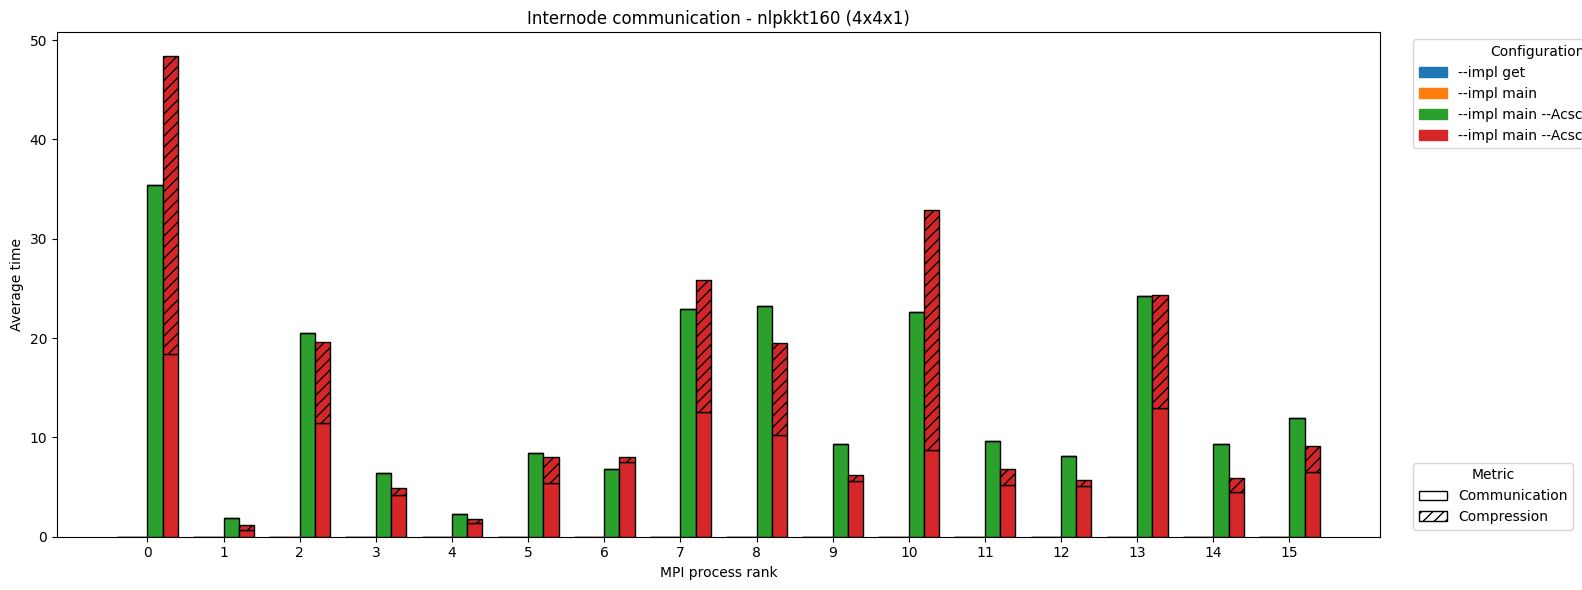 Internode communication - nlpkkt160 (4x4x1)
Average time
50
40
30
20
10
0
0 1 2 3 4 5 6 7 8 9 10 11 12 13 14 15
MPI process rank
Configuration
--impl get
--impl main
--impl main --Acsc
--impl main --Acsc
Metric
Communication
Compression